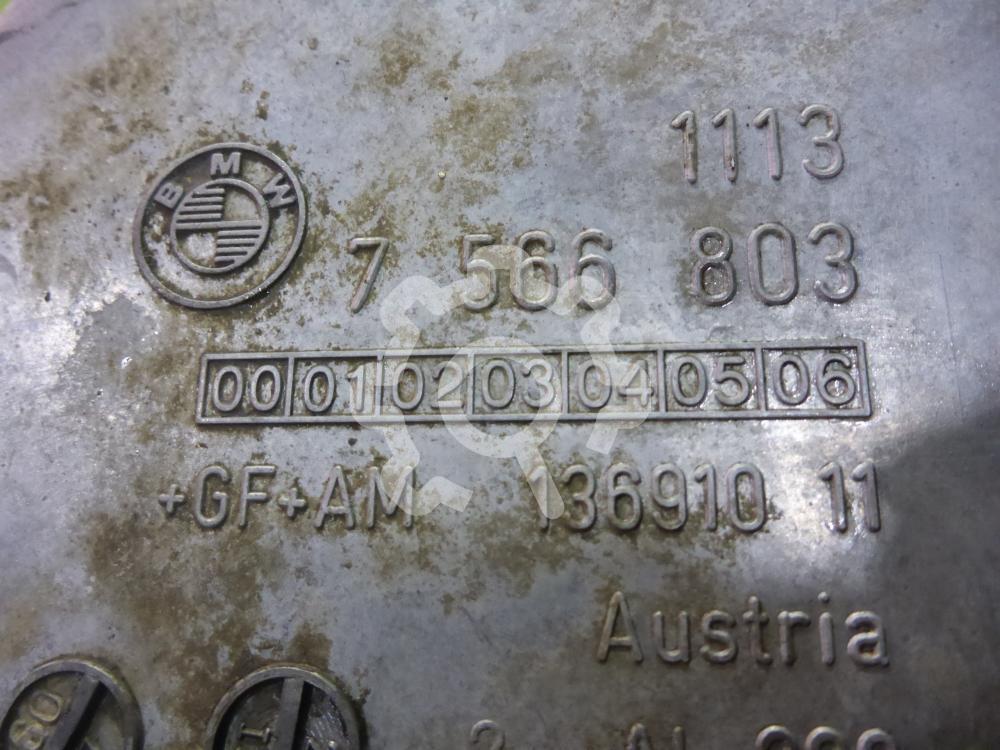 1113
BMW
7 566 803
00 01 02 03 04 05 06
+GF+AM 136910 11
Austria